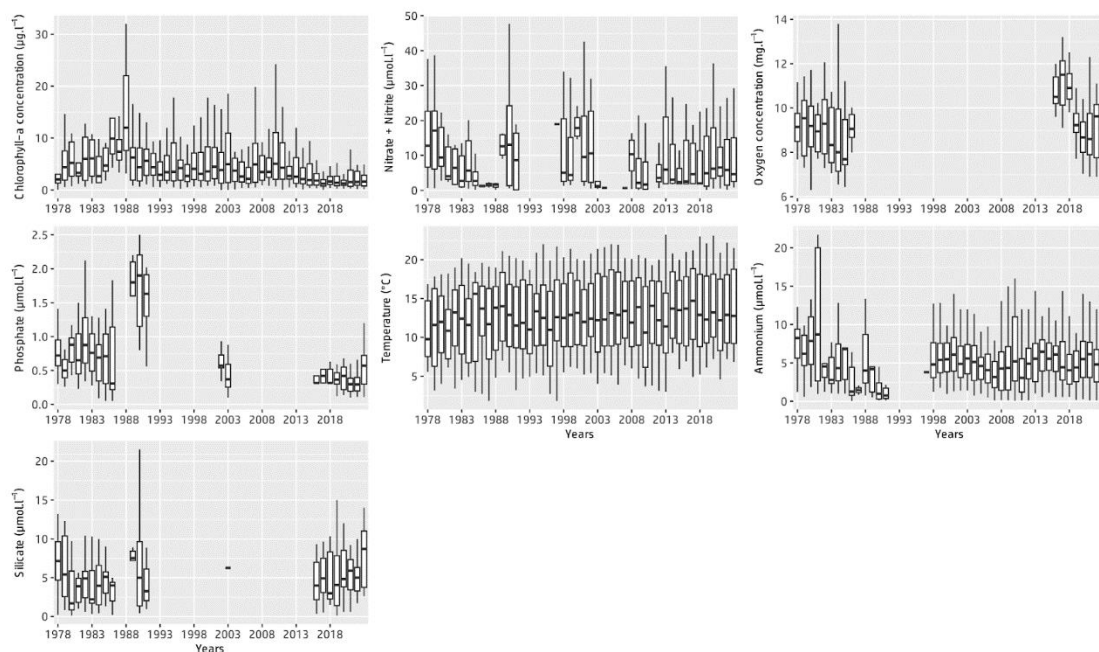 Chlorophyll-a concentration (µg.l⁻¹)
30
20
10
0
1978 1983 1988 1993 1998 2003 2008 2013 2018
Nitrate + Nitrite (µmol.l⁻¹)
50
40
30
20
10
0
1978 1983 1988 1993 1998 2003 2008 2013 2018
Oxygen concentration (mg.l⁻¹)
14
12
10
8
6
1978 1983 1988 1993 1998 2003 2008 2013 2018
Phosphate (µmol.l⁻¹)
2.5
2.0
1.5
1.0
0.5
0.0
1978 1983 1988 1993 1998 2003 2008 2013 2018
Temperature (°C)
20
15
10
5
1978 1983 1988 1993 1998 2003 2008 2013 2018
Years
Ammonium (µmol.l⁻¹)
20
15
10
5
0
1978 1983 1988 1993 1998 2003 2008 2013 2018
Years
Silicate (µmol.l⁻¹)
20
15
10
5
0
1978 1983 1988 1993 1998 2003 2008 2013 2018
Years